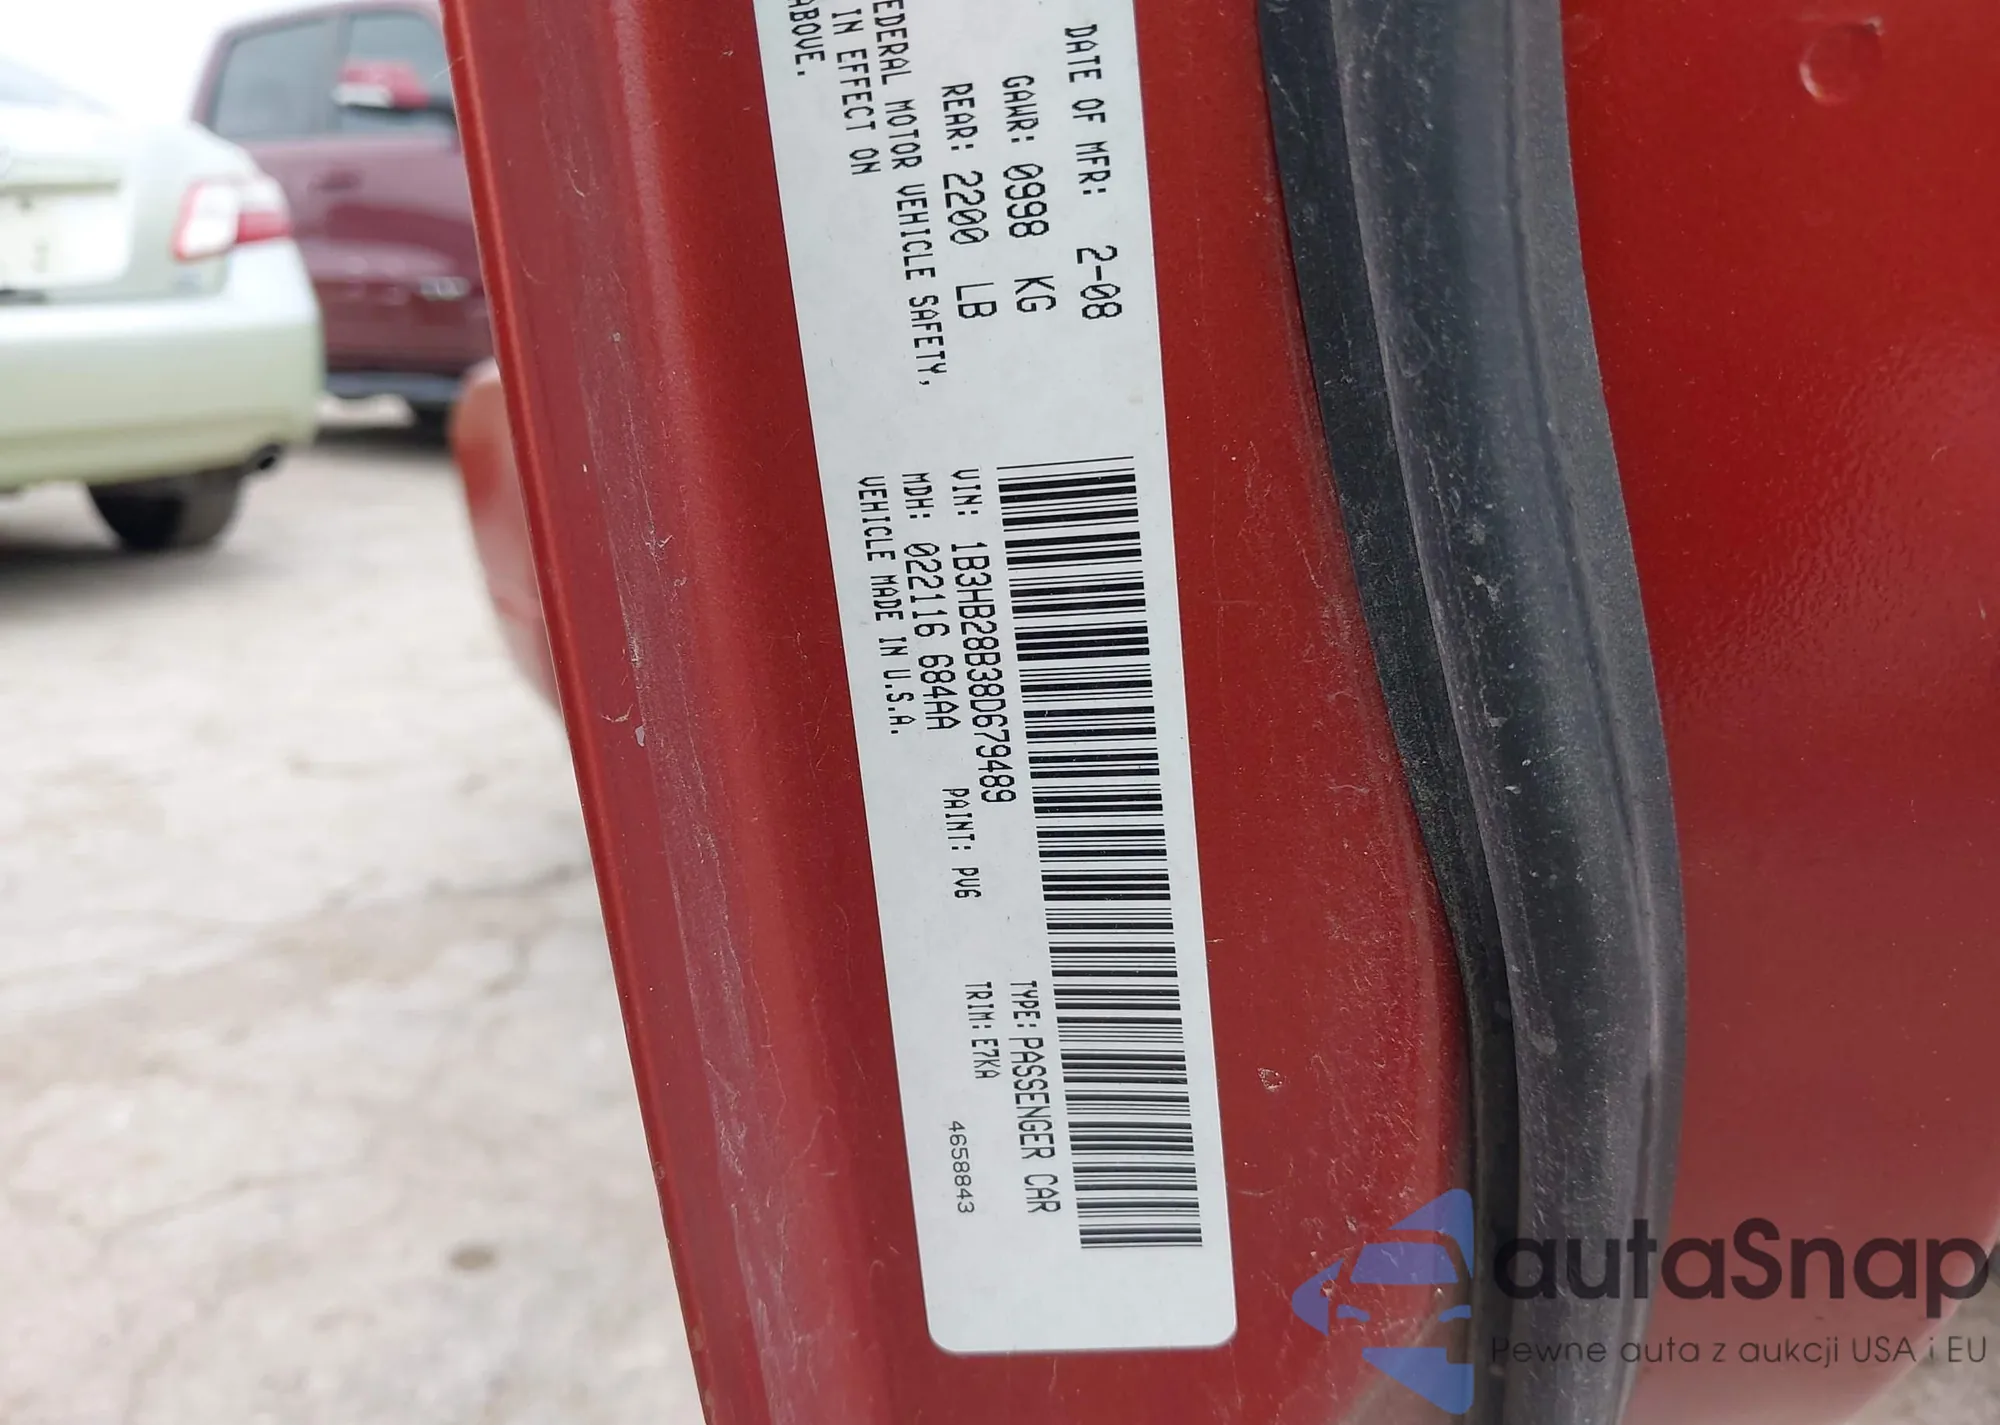 DATE OF MFR: 2-08
GAWR: 0998 KG
REAR: 2200 LB
FEDERAL MOTOR VEHICLE SAFETY,
IN EFFECT ON
ABOVE.
VIN: 1B3HB28B38D679489
TYPE: PASSENGER CAR
MDH: 022116 684AA
PAINT: PVG
TRIM: E7KA
VEHICLE MADE IN U.S.A.
4658843
autaSnap
Pewne auta z aukcji USA i EU